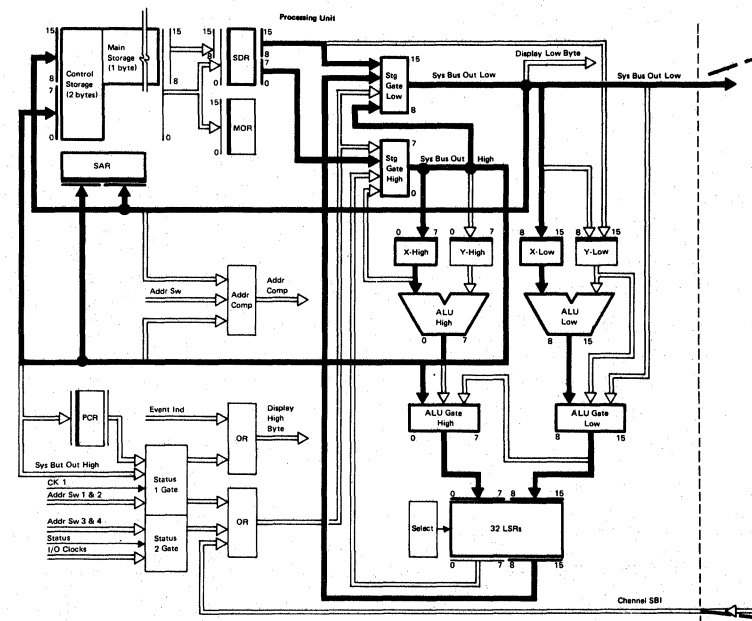 Processing Unit
15
Main
Storage
(1 byte)
8
7
0
Control
Storage
(2 bytes)
15
8
0
15
8
0
SDR
15
8
7
0
15
0
MOR
SAR
Stg
Gate
Low
15
8
Stg
Gate
High
7
0
Display Low Byte
Sys Bus Out Low
Sys Bus Out Low
Sys Bus Out High
0 7
X-High
0 7
Y-High
8 15
X-Low
8 15
Y-Low
ALU
High
0 7
ALU
Low
8 15
Addr Sw
Addr
Comp
Addr
Comp
ALU Gate
High
0 7
ALU Gate
Low
8 15
PCR
Event Ind
OR
Display
High
Byte
Sys But Out High
CK 1
Addr Sw 1 & 2
Status
1 Gate
Addr Sw 3 & 4
Status
I/O Clocks
Status
2 Gate
OR
Select
0 7 8 15
32 LSRs
0 7 8 15
Channel SBI